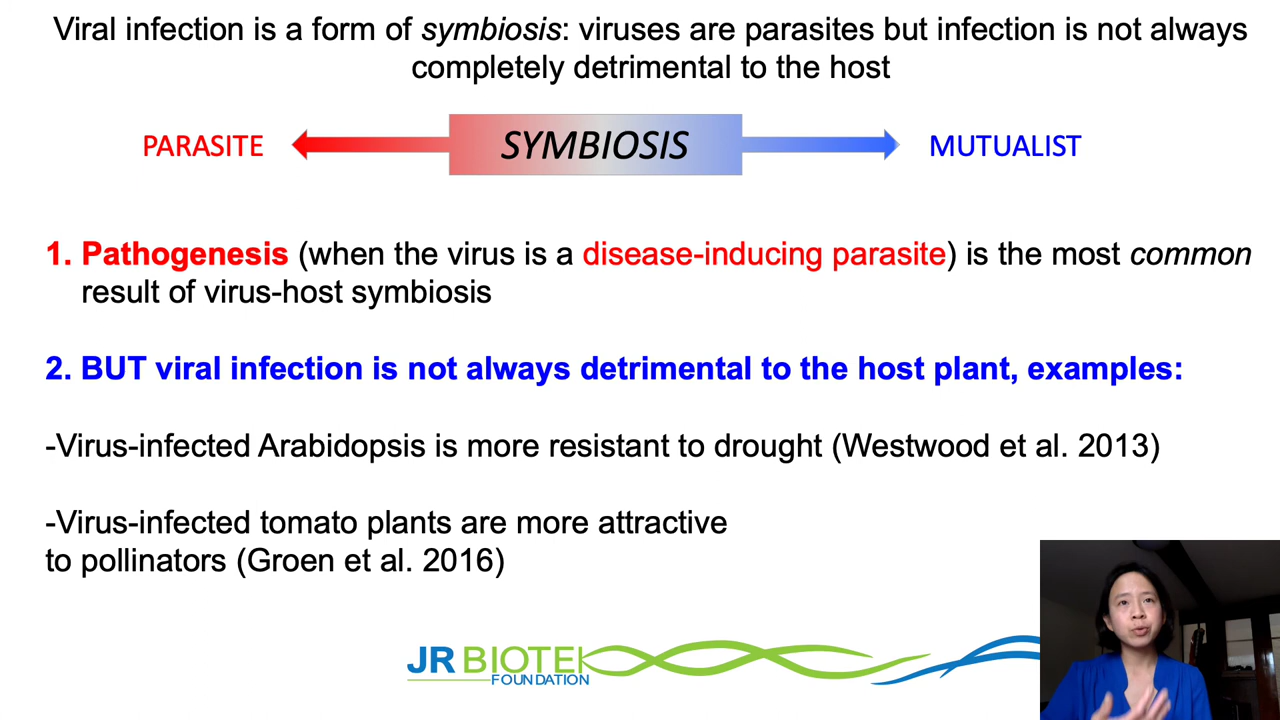 Viral infection is a form of symbiosis: viruses are parasites but infection is not always
completely detrimental to the host
PARASITE
SYMBIOSIS
MUTUALIST
1. Pathogenesis (when the virus is a disease-inducing parasite) is the most common
result of virus-host symbiosis
2. BUT viral infection is not always detrimental to the host plant, examples:
-Virus-infected Arabidopsis is more resistant to drought (Westwood et al. 2013)
-Virus-infected tomato plants are more attractive
to pollinators (Groen et al. 2016)
JR BIOTEK
FOUNDATION